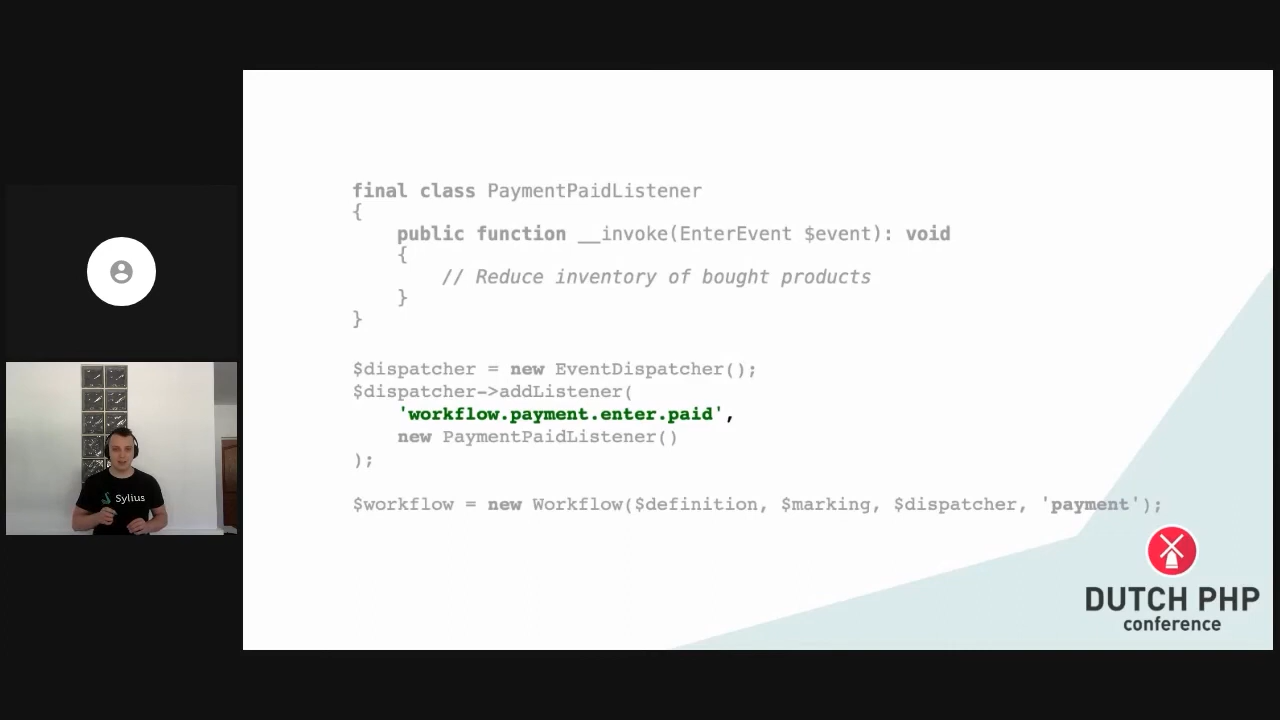 final class PaymentPaidListener
{
    public function __invoke(EnterEvent $event): void
    {
        // Reduce inventory of bought products
    }
}
$dispatcher = new EventDispatcher();
$dispatcher->addListener(
    'workflow.payment.enter.paid',
    new PaymentPaidListener()
);
$workflow = new Workflow($definition, $marking, $dispatcher, 'payment');
Sylius
DUTCH PHP
conference